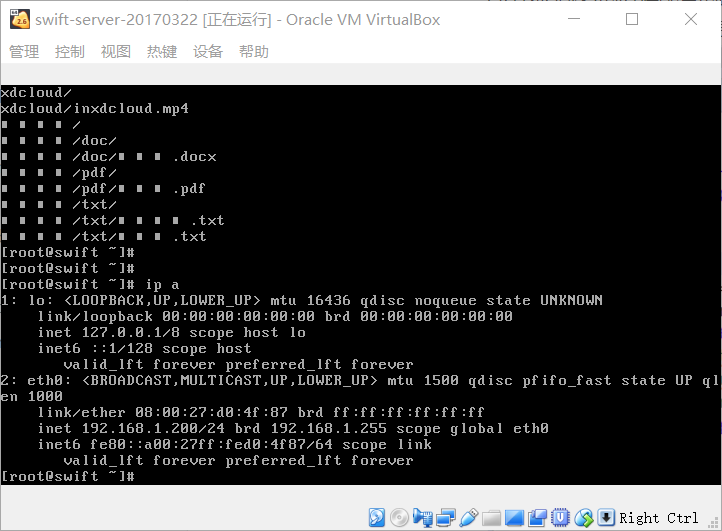 swift-server-20170322 [正在运行] - Oracle VM VirtualBox
管理 控制 视图 热键 设备 帮助
xdcloud/
xdcloud/inxdcloud.mp4
∎ ∎ ∎ ∎ /
∎ ∎ ∎ ∎ /doc/
∎ ∎ ∎ ∎ /doc/∎ ∎ ∎ .docx
∎ ∎ ∎ ∎ /pdf/
∎ ∎ ∎ ∎ /pdf/∎ ∎ ∎ .pdf
∎ ∎ ∎ ∎ /txt/
∎ ∎ ∎ ∎ /txt/∎ ∎ ∎ ∎ .txt
∎ ∎ ∎ ∎ /txt/∎ ∎ ∎ .txt
[root@swift ~]#
[root@swift ~]#
[root@swift ~]# ip a
1: lo: <LOOPBACK,UP,LOWER_UP> mtu 16436 qdisc noqueue state UNKNOWN
    link/loopback 00:00:00:00:00:00 brd 00:00:00:00:00:00
    inet 127.0.0.1/8 scope host lo
    inet6 ::1/128 scope host
       valid_lft forever preferred_lft forever
2: eth0: <BROADCAST,MULTICAST,UP,LOWER_UP> mtu 1500 qdisc pfifo_fast state UP ql
en 1000
    link/ether 08:00:27:d0:4f:87 brd ff:ff:ff:ff:ff:ff
    inet 192.168.1.200/24 brd 192.168.1.255 scope global eth0
    inet6 fe80::a00:27ff:fed0:4f87/64 scope link
       valid_lft forever preferred_lft forever
[root@swift ~]#
Right Ctrl